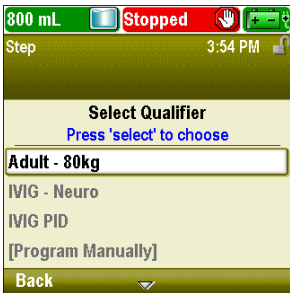 800 mL Stopped
Step 3:54 PM
Select Qualifier
Press 'select' to choose
Adult - 80kg
IVIG - Neuro
IVIG PID
[Program Manually]
Back